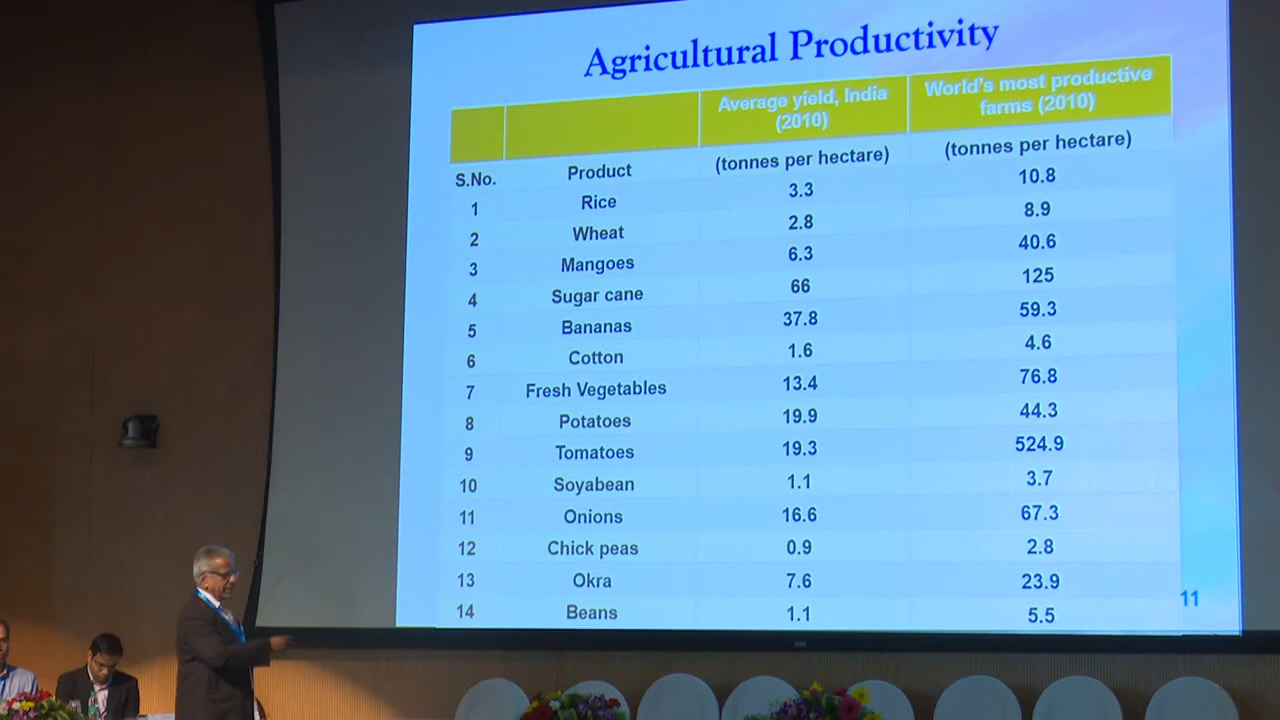 Agricultural Productivity
Average yield, India (2010) World's most productive farms (2010)
S.No. Product (tonnes per hectare) (tonnes per hectare)
1 Rice 3.3 10.8
2 Wheat 2.8 8.9
3 Mangoes 6.3 40.6
4 Sugar cane 66 125
5 Bananas 37.8 59.3
6 Cotton 1.6 4.6
7 Fresh Vegetables 13.4 76.8
8 Potatoes 19.9 44.3
9 Tomatoes 19.3 524.9
10 Soyabean 1.1 3.7
11 Onions 16.6 67.3
12 Chick peas 0.9 2.8
13 Okra 7.6 23.9
14 Beans 1.1 5.5
11